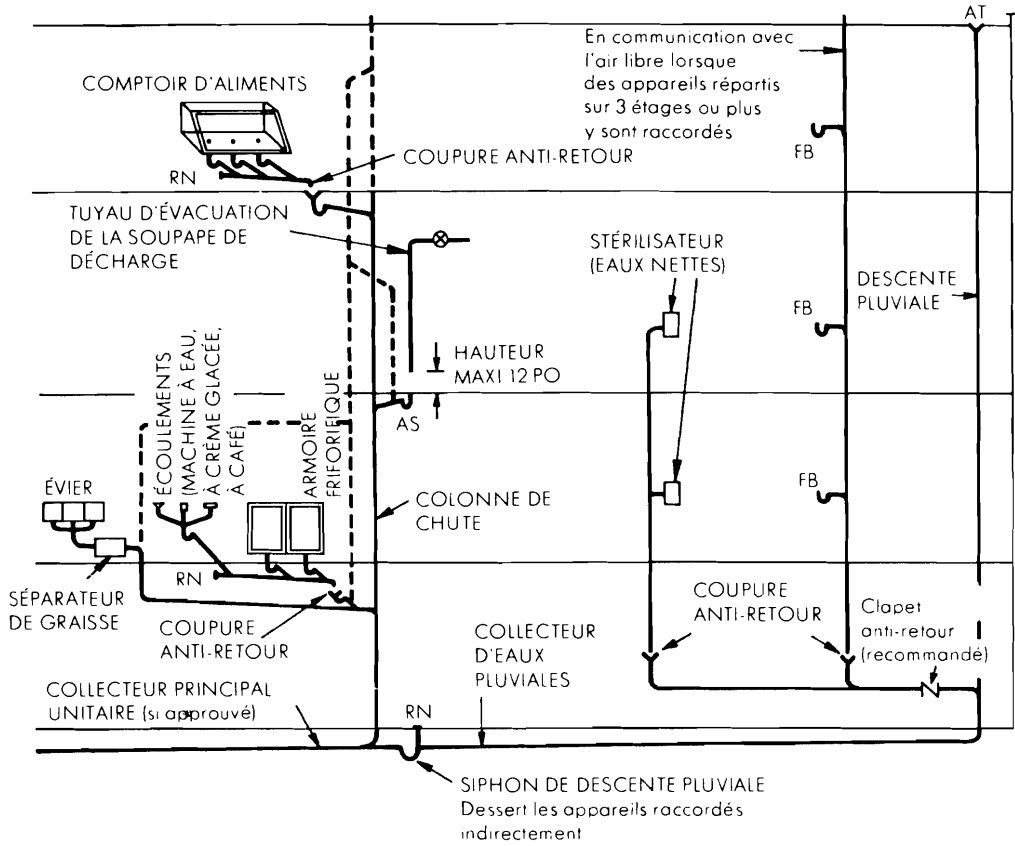 AT
En communication avec
l'air libre lorsque
des appareils répartis
sur 3 étages ou plus
y sont raccordés
COMPTOIR D'ALIMENTS
FB
COUPURE ANTI-RETOUR
RN
TUYAU D'ÉVACUATION
DE LA SOUPAPE DE
DÉCHARGE
STÉRILISATEUR
(EAUX NETTES)
DESCENTE
PLUVIALE
FB
HAUTEUR
MAXI 12 PO
AS
ÉCOULEMENTS
(MACHINE À EAU,
À CRÈME GLACÉE,
À CAFÉ)
ARMOIRE
FRIFORIEIQUE
FB
ÉVIER
COLONNE DE
CHUTE
RN
SÉPARATEUR
DE GRAISSE
COUPURE
ANTI-RETOUR
COUPURE
ANTI-RETOUR
Clapet
anti-retour
(recommandé)
COLLECTEUR
D'EAUX
PLUVIALES
COLLECTEUR PRINCIPAL
UNITAIRE (si approuvé)
RN
SIPHON DE DESCENTE PLUVIALE
Dessert les appareils raccordés
indirectement